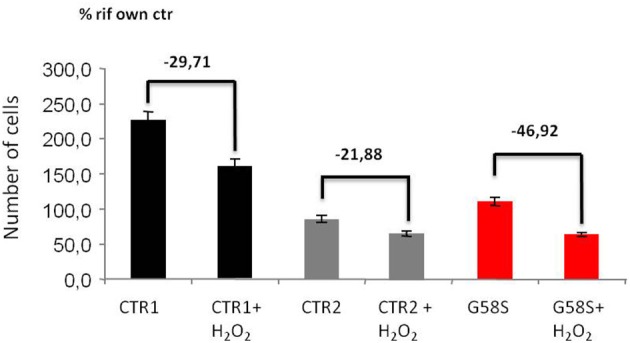 % rif own ctr
-29,71
-21,88
-46,92
Number of cells
300,0
250,0
200,0
150,0
100,0
50,0
0,0
CTR1
CTR1+
H₂O₂
CTR2
CTR2 +
H₂O₂
G58S
G58S+
H₂O₂